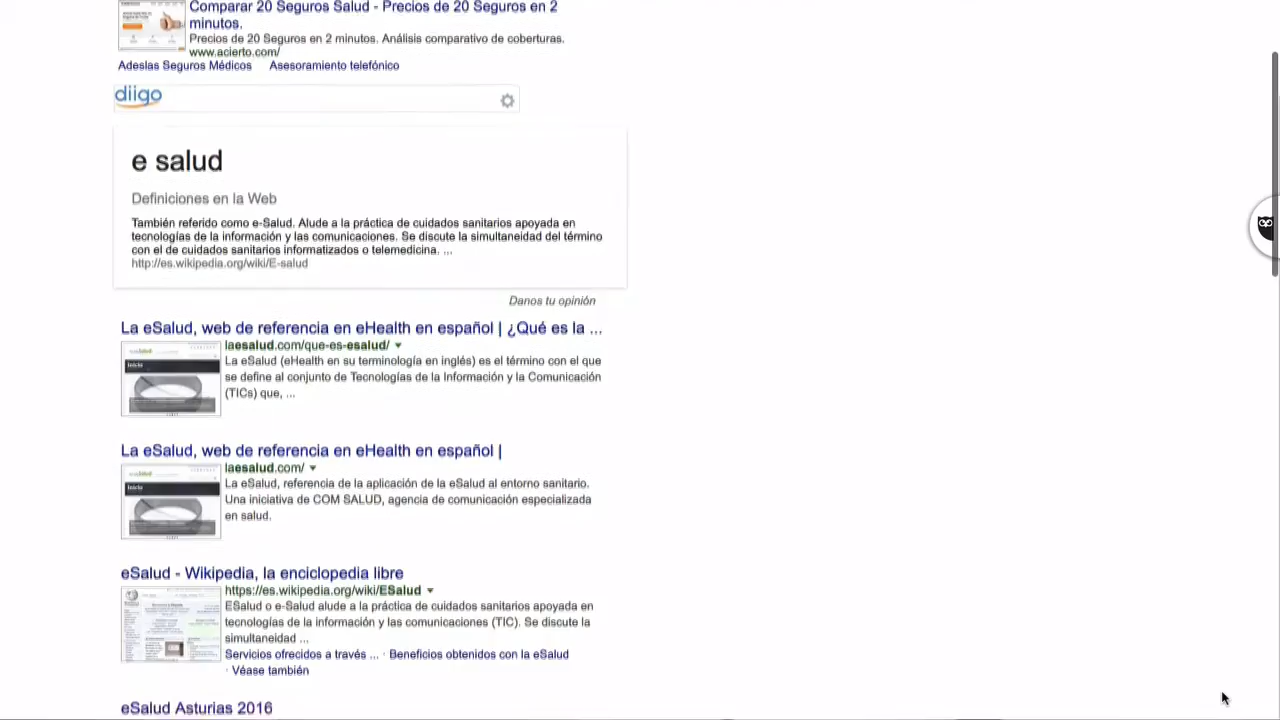 Comparar 20 Seguros Salud - Precios de 20 Seguros en 2
minutos.
Precios de 20 Seguros en 2 minutos. Análisis comparativo de coberturas.
www.acierto.com/
Adeslas Seguros Médicos Asesoramiento telefónico
diigo
e salud
Definiciones en la Web
También referido como e-Salud. Alude a la práctica de cuidados sanitarios apoyada en
tecnologías de la información y las comunicaciones. Se discute la simultaneidad del término
con el de cuidados sanitarios informatizados o telemedicina. ...
http://es.wikipedia.org/wiki/E-salud
Danos tu opinión
La eSalud, web de referencia en eHealth en español | ¿Qué es la ...
laesalud.com/que-es-esalud/
La eSalud (eHealth en su terminología en inglés) es el término con el que
se define al conjunto de Tecnologías de la Información y la Comunicación
(TICs) que, ...
La eSalud, web de referencia en eHealth en español |
laesalud.com/
La eSalud, referencia de la aplicación de la eSalud al entorno sanitario.
Una iniciativa de COM SALUD, agencia de comunicación especializada
en salud.
eSalud - Wikipedia, la enciclopedia libre
https://es.wikipedia.org/wiki/ESalud
ESalud o e-Salud alude a la práctica de cuidados sanitarios apoyada en
tecnologías de la información y las comunicaciones (TIC). Se discute la
simultaneidad ...
Servicios ofrecidos a través ... · Beneficios obtenidos con la eSalud
· Véase también
eSalud Asturias 2016